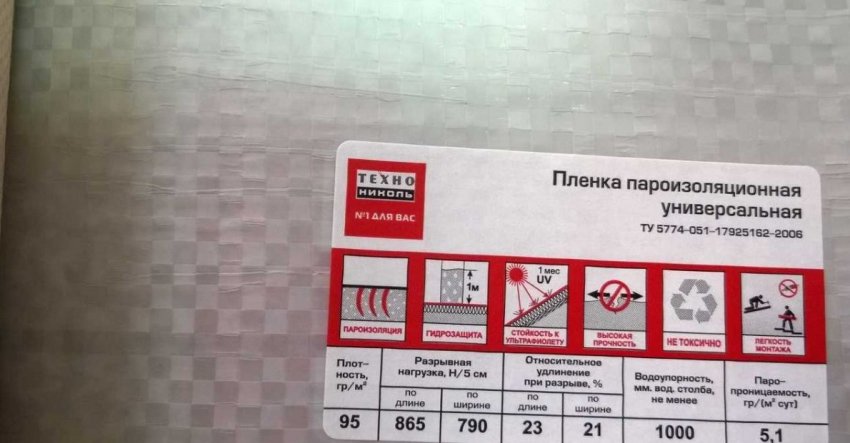 ТЕХНО
НИКОЛЬ
№1 ДЛЯ ВАС
Пленка пароизоляционная
универсальная
ТУ 5774-051-17925162-2006
ПАРОИЗОЛЯЦИЯ
1м
ГИДРОЗАЩИТА
1 мес
UV
СТОЙКОСТЬ К
УЛЬТРАФИОЛЕТУ
ВЫСОКАЯ
ПРОЧНОСТЬ
НЕ ТОКСИЧНО
ЛЕГКОСТЬ
МОНТАЖА
Плот-
ность,
гр/м²
Разрывная
нагрузка, Н/5 см
по
длине
по
ширине
Относительное
удлинение
при разрыве, %
по
длине
по
ширине
Водоупорность,
мм. вод. столба,
не менее
Паро-
проницаемость,
гр/(м² сут)
95 865 790 23 21 1000 5,1